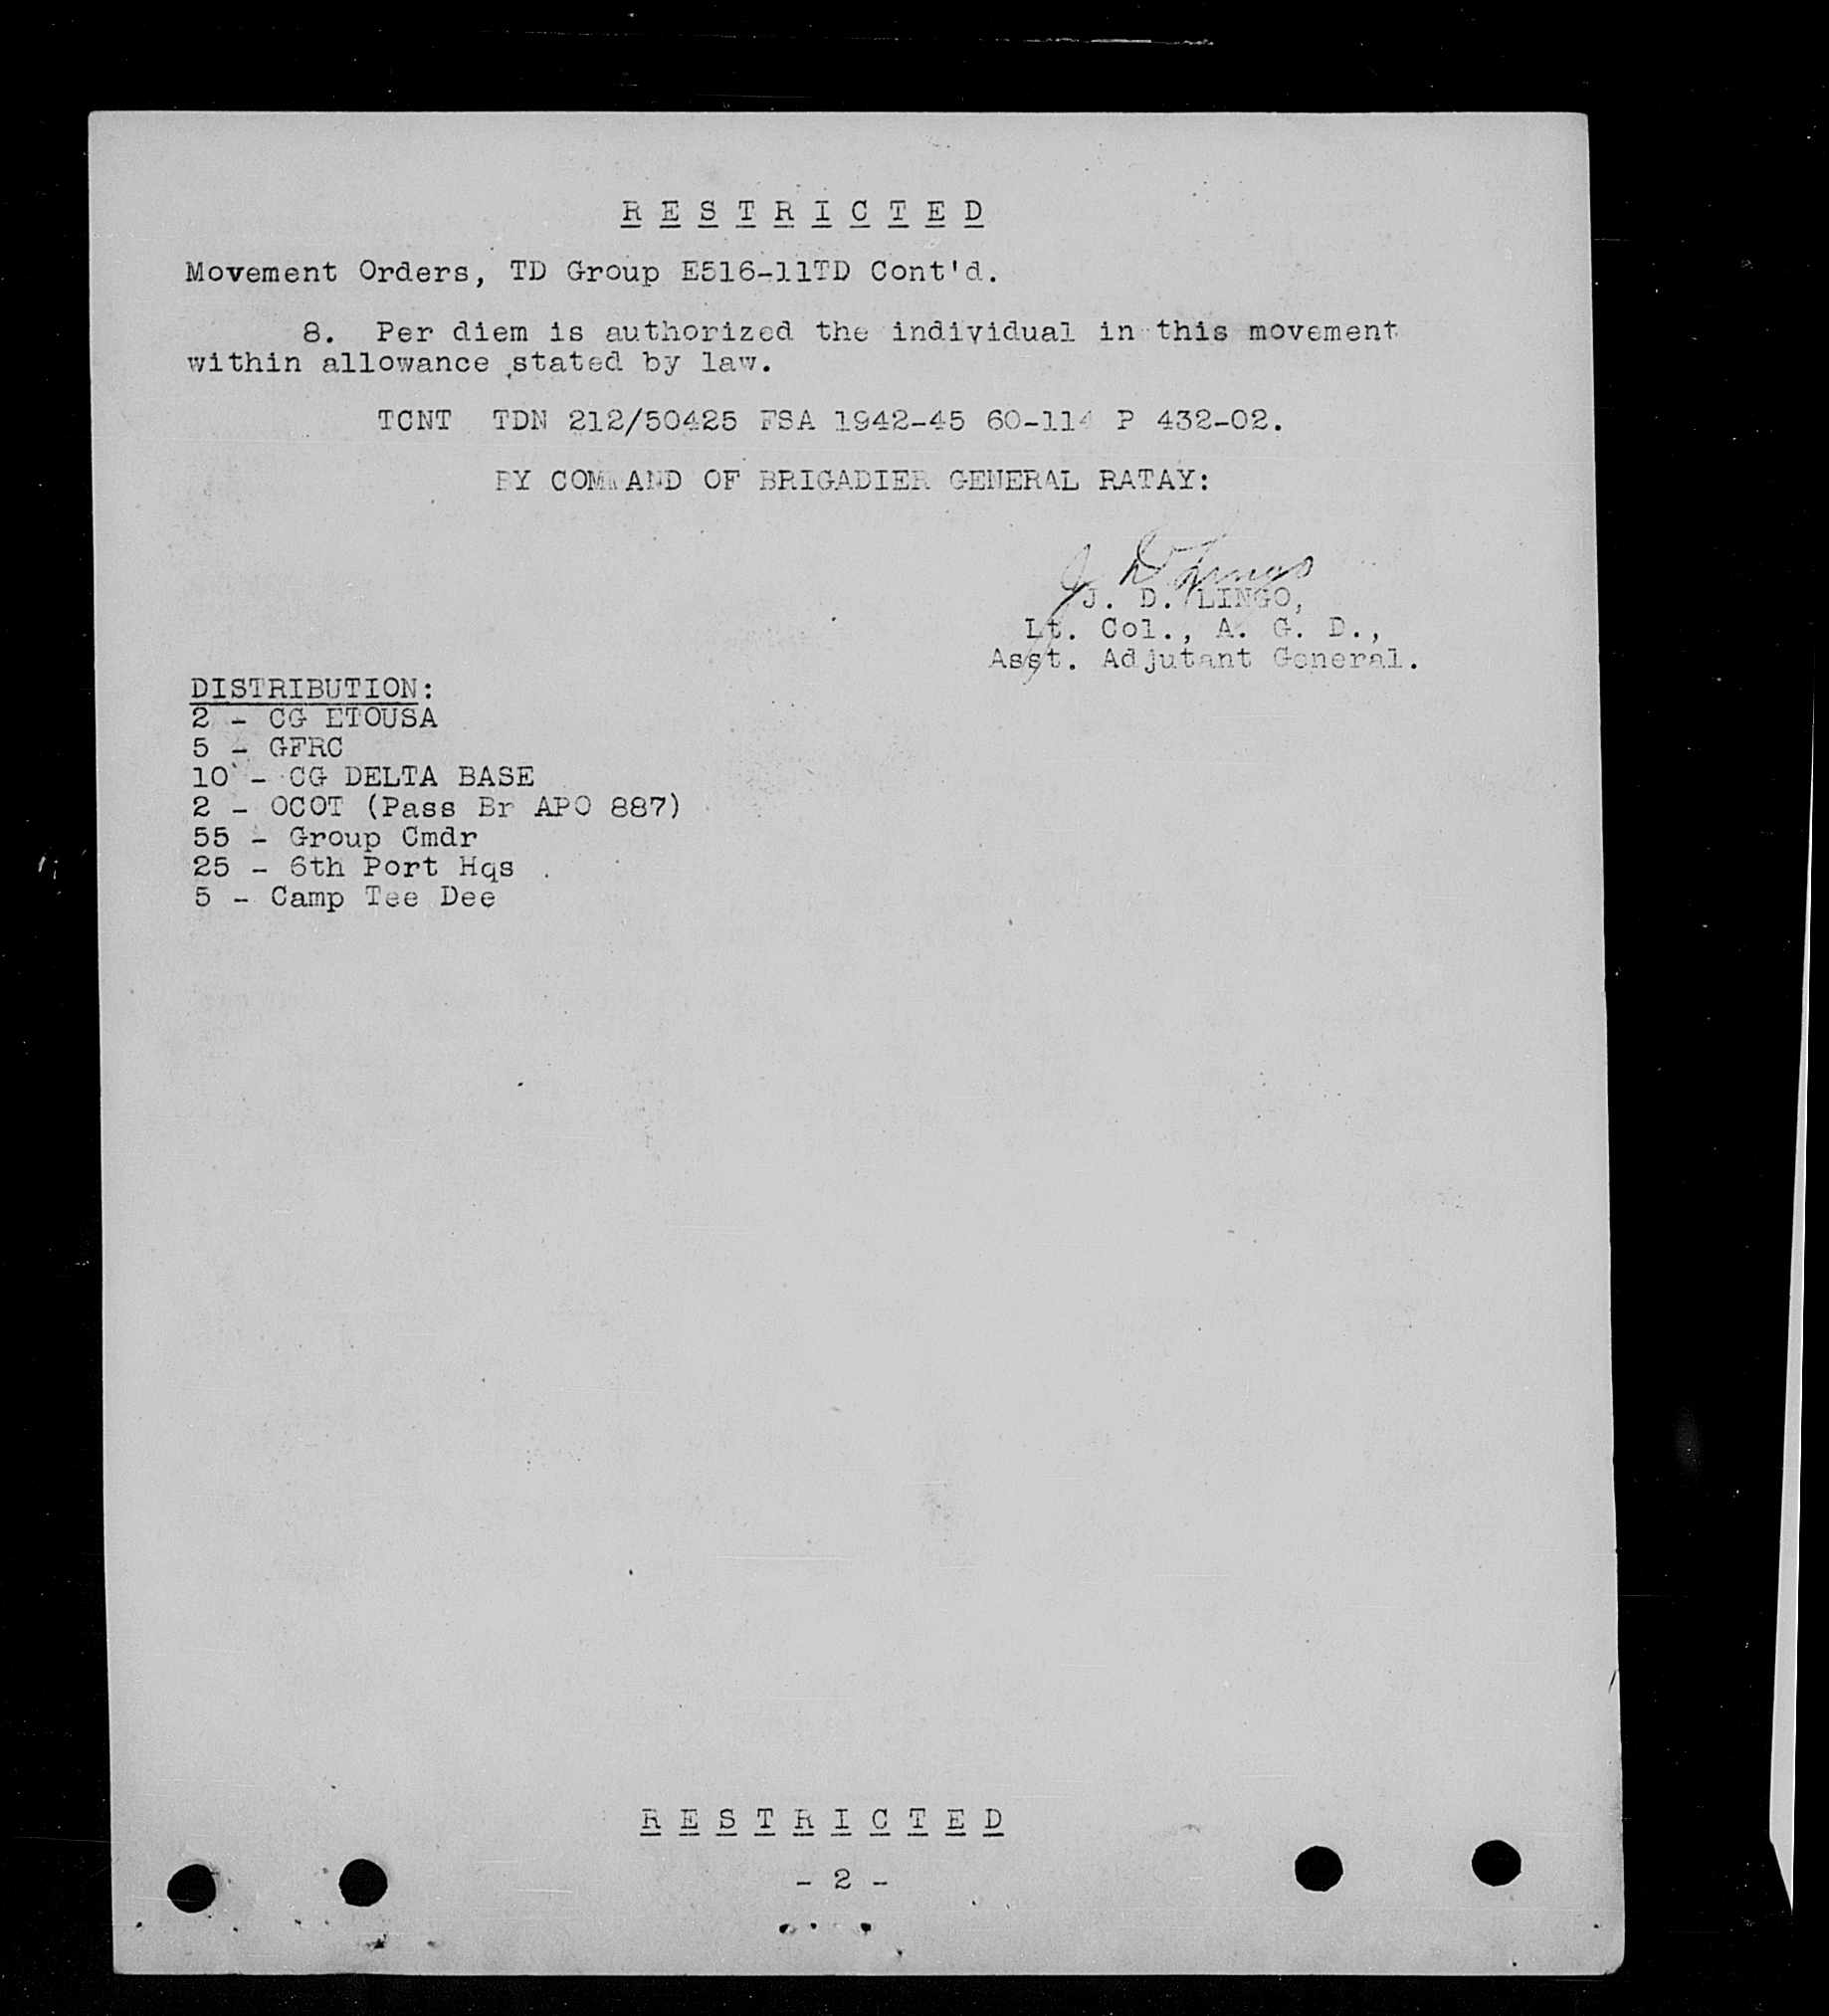 R E S T R I C T E D
Movement Orders, TD Group E516-11TD Cont'd.
8. Per diem is authorized the individual in this movement
within allowance stated by law.
TCNT TDN 212/50425 FSA 1942-45 60-114 P 432-02.
BY COMMAND OF BRIGADIER GENERAL RATAY:
J D Lingo
J. D. LINGO,
Lt. Col., A. G. D.,
Asst. Adjutant General.
DISTRIBUTION:
2 - CG ETOUSA
5 - GFRC
10 - CG DELTA BASE
2 - OCOT (Pass Br APO 887)
55 - Group Cmdr
25 - 6th Port Hqs
5 - Camp Tee Dee
R E S T R I C T E D
- 2 -